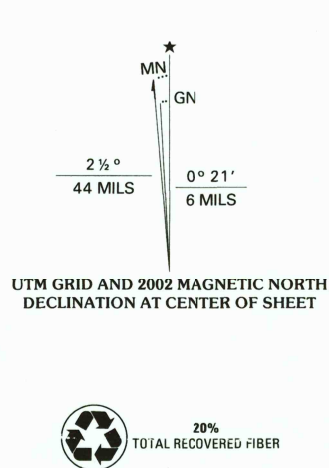 ★
MN
GN
2 ½ °
44 MILS
0° 21′
6 MILS
UTM GRID AND 2002 MAGNETIC NORTH
DECLINATION AT CENTER OF SHEET
20%
TOTAL RECOVERED FIBER